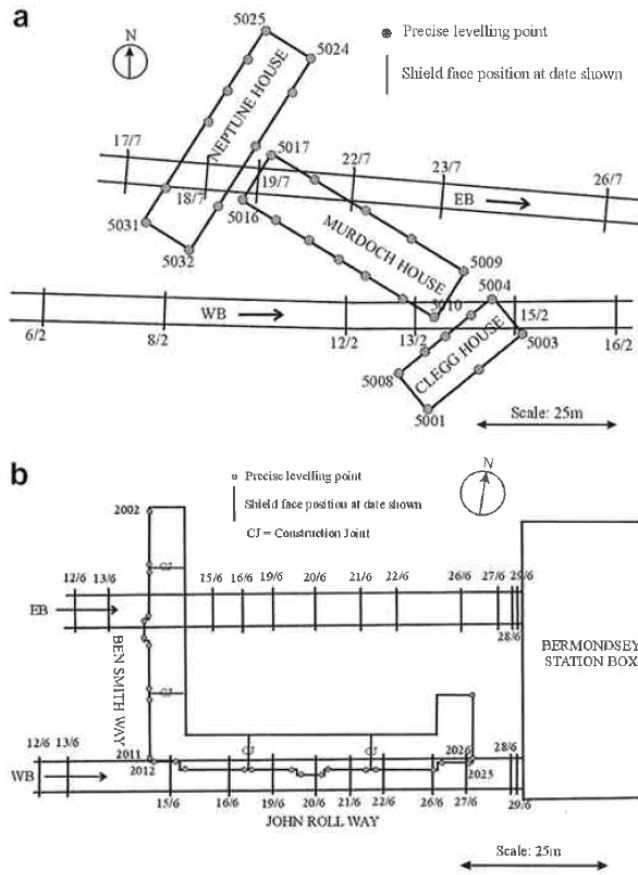 a
5025
Precise levelling point
N
5024
Shield face position at date shown
NEPTUNE HOUSE
17/7
5017
22/7
23/7
26/7
18/7
19/7
5016
EB
5031
MURDOCH HOUSE
5032
5009
5004
WB
5010
15/2
6/2
8/2
12/2
13/2
5003
5008
CLEGG HOUSE
5001
Scale: 25m
b
Precise levelling point
N
2002
Shield face position at date shown
CJ = Construction Joint
CJ
12/6
13/6
15/6
16/6
19/6
20/6
21/6
22/6
26/6
27/6
29/6
EB
28/6
BEN SMITH WAY
BERMONDSEY
STATION BOX
CJ
12/6
13/6
2011
CJ
CJ
2026
28/6
WB
2012
2025
15/6
16/6
19/6
20/6
21/6
22/6
26/6
27/6
29/6
JOHN ROLL WAY
Scale: 25m